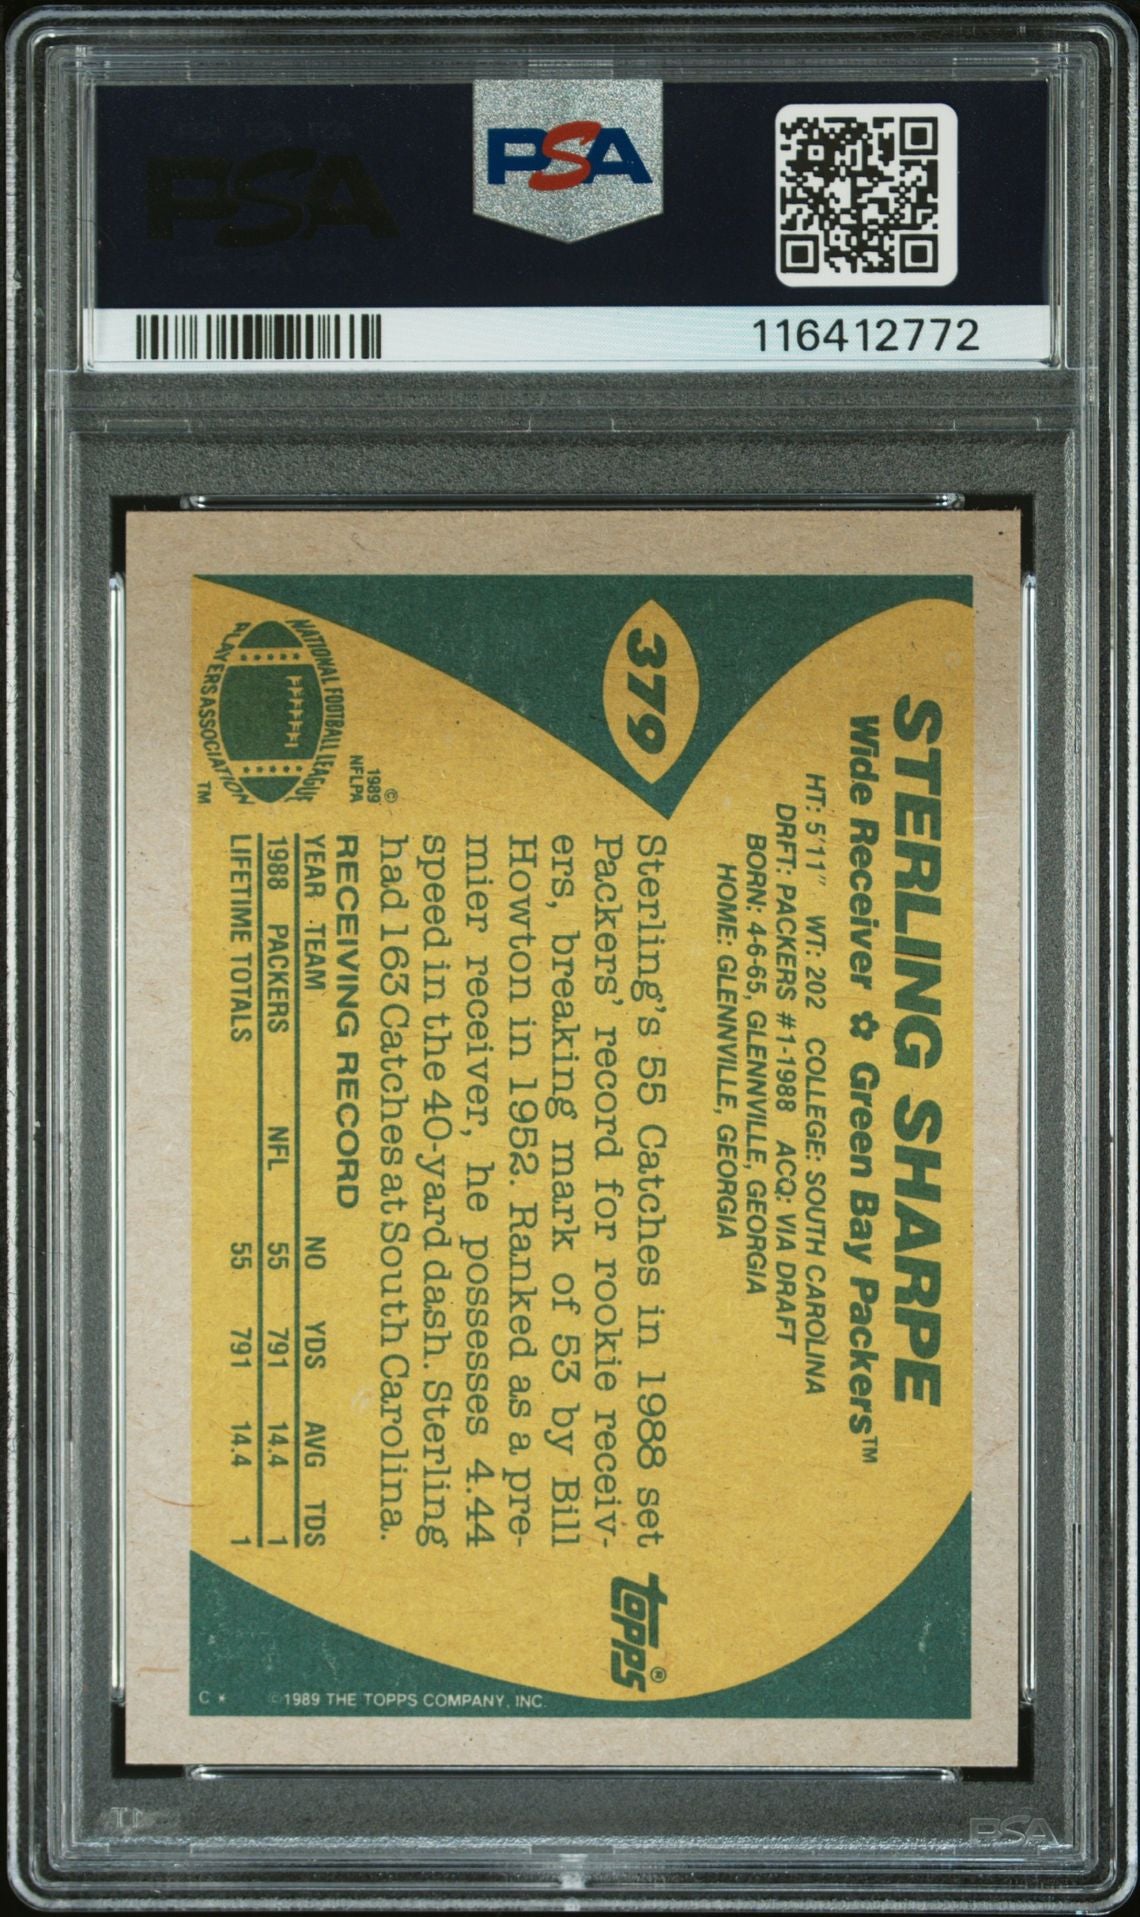 PSA
PSA
116412772
379
STERLING SHARPE
Wide Receiver ✿ Green Bay Packers™
HT: 5'11" WT: 202 COLLEGE: SOUTH CAROLINA
DRFT: PACKERS #1-1988 ACQ: VIA DRAFT
BORN: 4-6-65, GLENNVILLE, GEORGIA
HOME: GLENNVILLE, GEORGIA
Sterling's 55 Catches in 1988 set
Packers' record for rookie receiv-
ers, breaking mark of 53 by Bill
Howton in 1952. Ranked as a pre-
mier receiver, he possesses 4.44
speed in the 40-yard dash. Sterling
had 163 Catches at South Carolina.
RECEIVING RECORD
YEAR TEAM NO YDS AVG TDS
1988 PACKERS NFL 55 791 14.4 1
LIFETIME TOTALS 55 791 14.4 1
NATIONAL FOOTBALL LEAGUE
PLAYERS ASSOCIATION ™
©
1989
NFLPA
TOPPS®
C * ©1989 THE TOPPS COMPANY, INC.
PSA